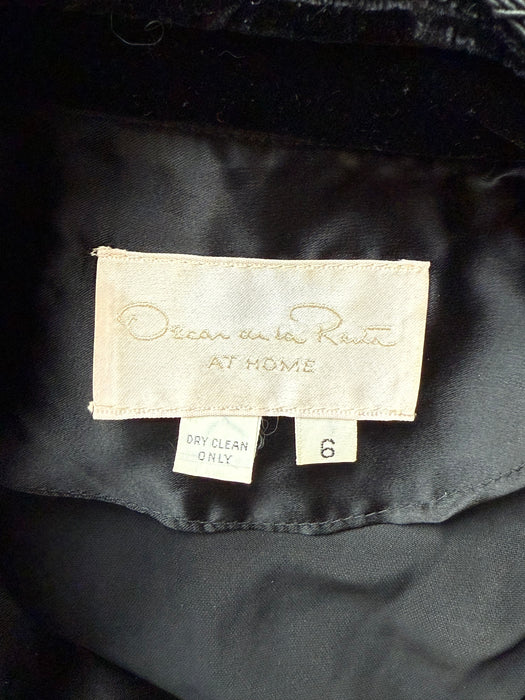 Oscar de la Renta
AT HOME
DRY CLEAN
ONLY
6